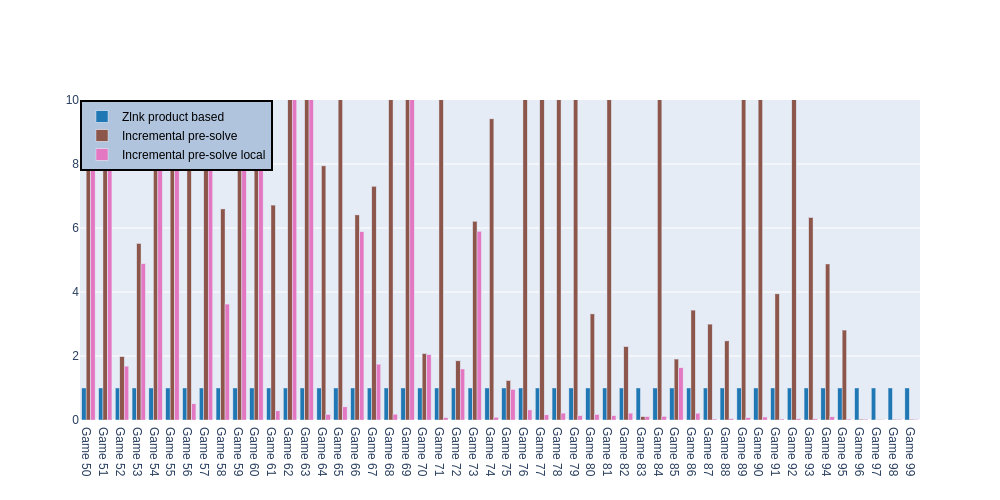 10
8
6
4
2
0
Zlnk product based
Incremental pre-solve
Incremental pre-solve local
Game 50
Game 51
Game 52
Game 53
Game 54
Game 55
Game 56
Game 57
Game 58
Game 59
Game 60
Game 61
Game 62
Game 63
Game 64
Game 65
Game 66
Game 67
Game 68
Game 69
Game 70
Game 71
Game 72
Game 73
Game 74
Game 75
Game 76
Game 77
Game 78
Game 79
Game 80
Game 81
Game 82
Game 83
Game 84
Game 85
Game 86
Game 87
Game 88
Game 89
Game 90
Game 91
Game 92
Game 93
Game 94
Game 95
Game 96
Game 97
Game 98
Game 99